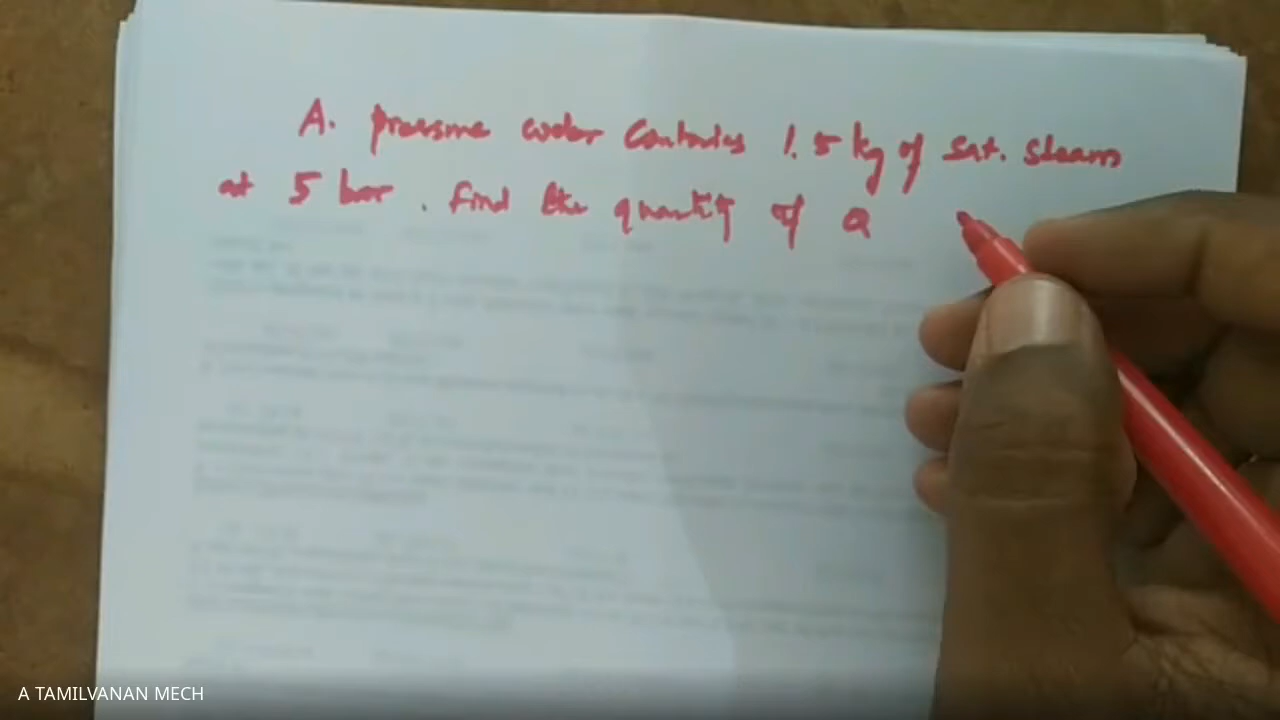 A. pressure cooker contains 1.5 kg of sat. steam
at 5 bar. find the quantity of Q
A TAMILVANAN MECH